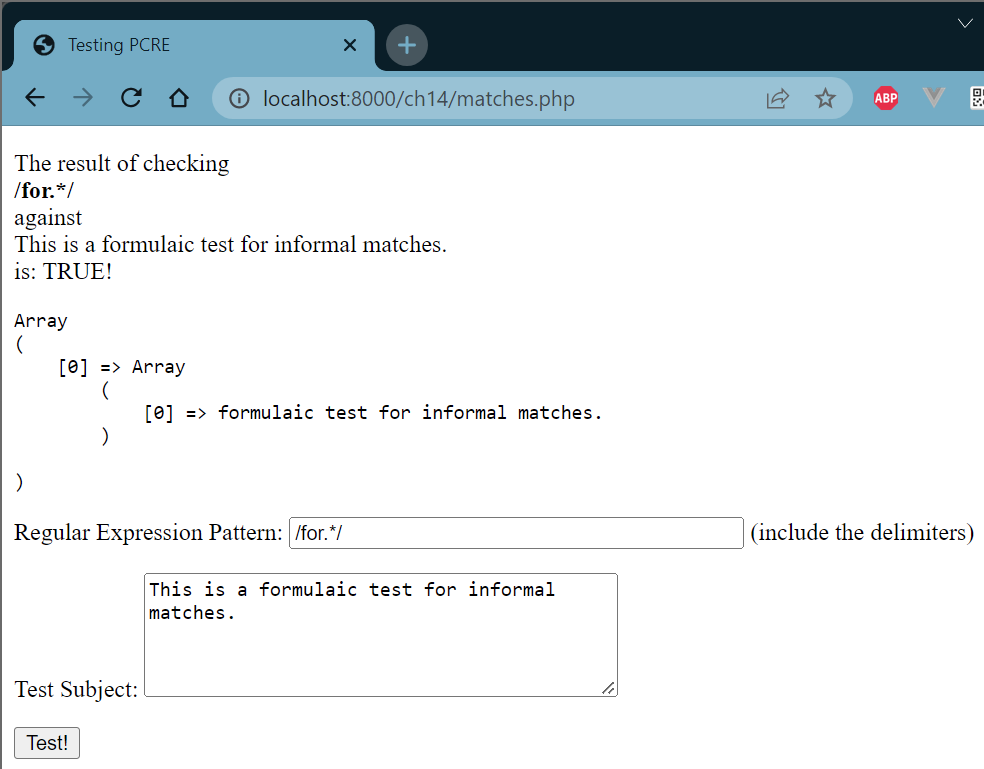 Testing PCRE
localhost:8000/ch14/matches.php
ABP
The result of checking
/for.*/
against
This is a formulaic test for informal matches.
is: TRUE!
Array
(
[0] => Array
(
[0] => formulaic test for informal matches.
)
)
Regular Expression Pattern: /for.*/ (include the delimiters)
This is a formulaic test for informal
matches.
Test Subject:
Test!